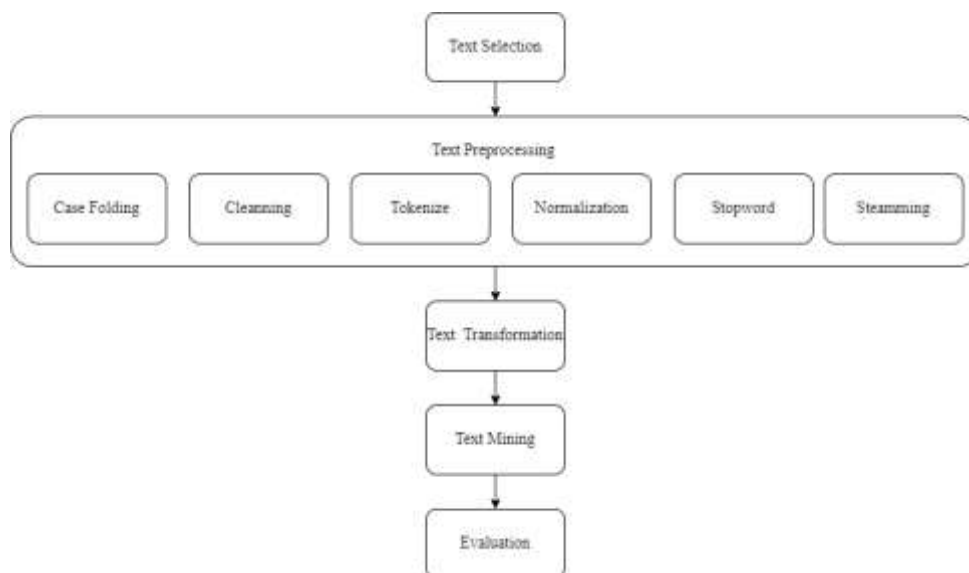 Text Selection
Text Preprocessing
Case Folding
Cleanning
Tokenize
Normalization
Stopword
Steamming
Text Transformation
Text Mining
Evaluation